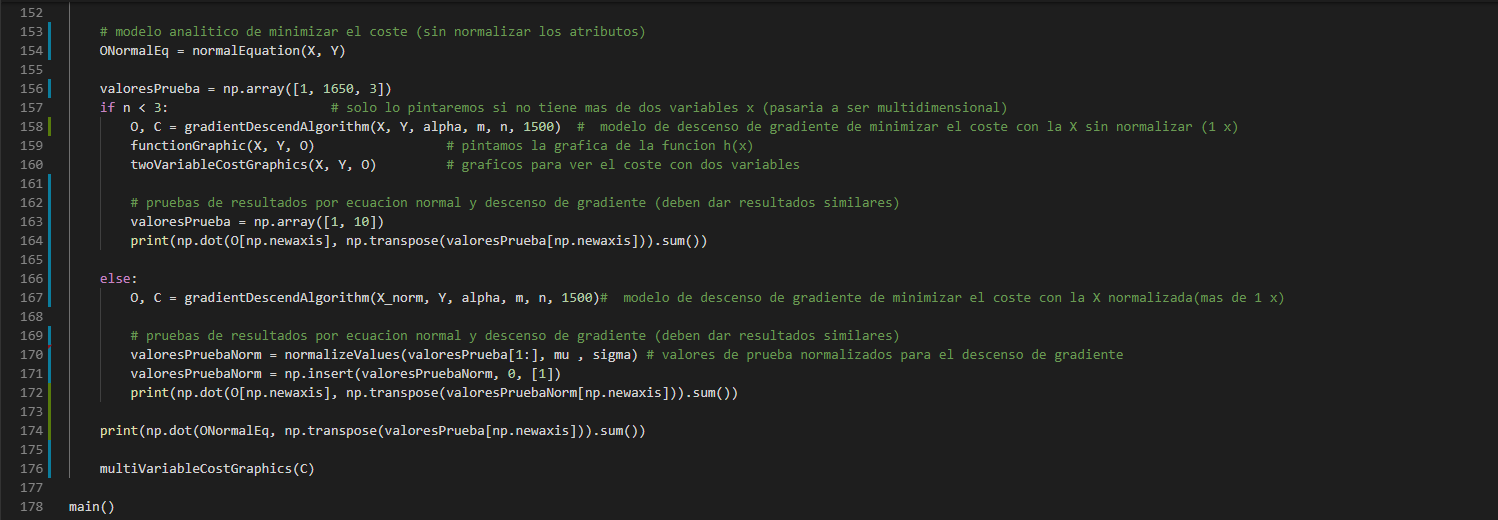 152
153 # modelo analitico de minimizar el coste (sin normalizar los atributos)
154 ONormalEq = normalEquation(X, Y)
155
156 valoresPrueba = np.array([1, 1650, 3])
157 if n < 3: # solo lo pintaremos si no tiene mas de dos variables x (pasaria a ser multidimensional)
158 O, C = gradientDescendAlgorithm(X, Y, alpha, m, n, 1500) # modelo de descenso de gradiente de minimizar el coste con la X sin normalizar (1 x)
159 functionGraphic(X, Y, O) # pintamos la grafica de la funcion h(x)
160 twoVariableCostGraphics(X, Y, O) # graficos para ver el coste con dos variables
161
162 # pruebas de resultados por ecuacion normal y descenso de gradiente (deben dar resultados similares)
163 valoresPrueba = np.array([1, 10])
164 print(np.dot(O[np.newaxis], np.transpose(valoresPrueba[np.newaxis])).sum())
165
166 else:
167 O, C = gradientDescendAlgorithm(X_norm, Y, alpha, m, n, 1500)# modelo de descenso de gradiente de minimizar el coste con la X normalizada(mas de 1 x)
168
169 # pruebas de resultados por ecuacion normal y descenso de gradiente (deben dar resultados similares)
170 valoresPruebaNorm = normalizeValues(valoresPrueba[1:], mu , sigma) # valores de prueba normalizados para el descenso de gradiente
171 valoresPruebaNorm = np.insert(valoresPruebaNorm, 0, [1])
172 print(np.dot(O[np.newaxis], np.transpose(valoresPruebaNorm[np.newaxis])).sum())
173
174 print(np.dot(ONormalEq, np.transpose(valoresPrueba[np.newaxis])).sum())
175
176 multiVariableCostGraphics(C)
177
178 main()